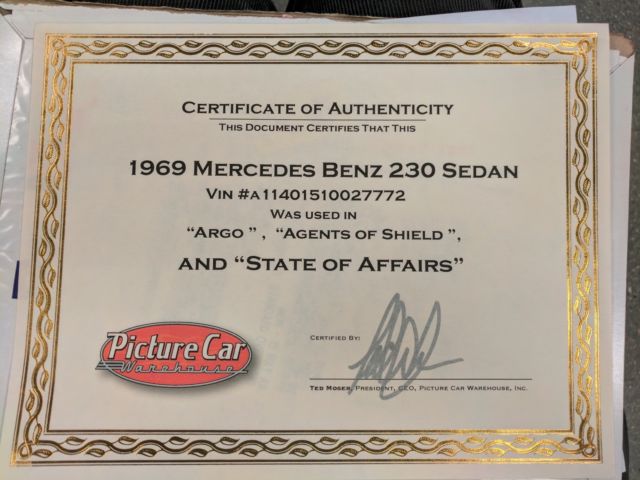 CERTIFICATE OF AUTHENTICITY
THIS DOCUMENT CERTIFIES THAT THIS
1969 MERCEDES BENZ 230 SEDAN
VIN #A11401510027772
WAS USED IN
“ARGO ”, “AGENTS OF SHIELD ”,
AND “STATE OF AFFAIRS”
Picture Car
Warehouse
CERTIFIED BY:
TED MOSER, PRESIDENT, CEO, PICTURE CAR WAREHOUSE, INC.